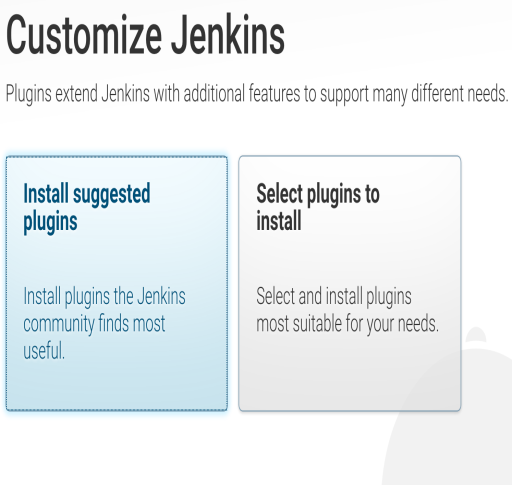 Customize Jenkins
Plugins extend Jenkins with additional features to support many different needs.
Install suggested
plugins
Install plugins the Jenkins
community finds most
useful.
Select plugins to
install
Select and install plugins
most suitable for your needs.